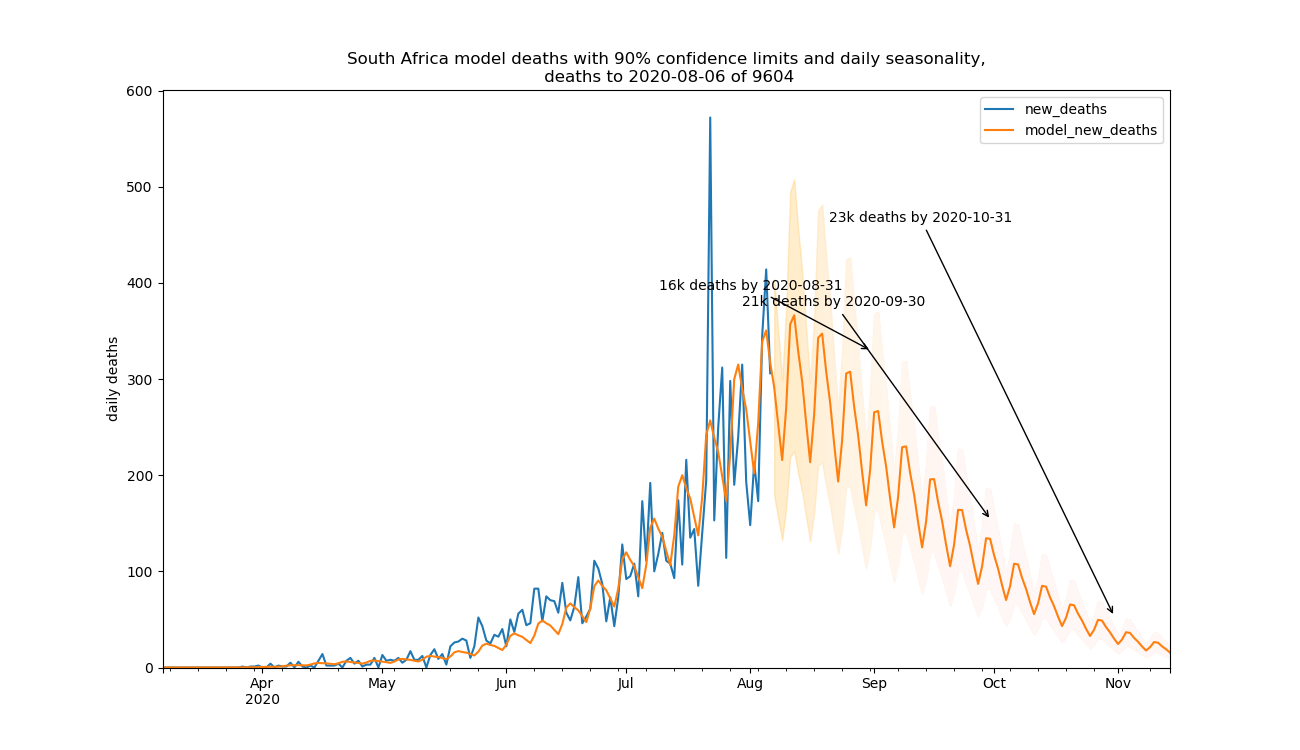 South Africa model deaths with 90% confidence limits and daily seasonality,
deaths to 2020-08-06 of 9604
600
500
400
300
200
100
0
daily deaths
new_deaths
model_new_deaths
23k deaths by 2020-10-31
16k deaths by 2020-08-31
21k deaths by 2020-09-30
Apr
2020
May
Jun
Jul
Aug
Sep
Oct
Nov